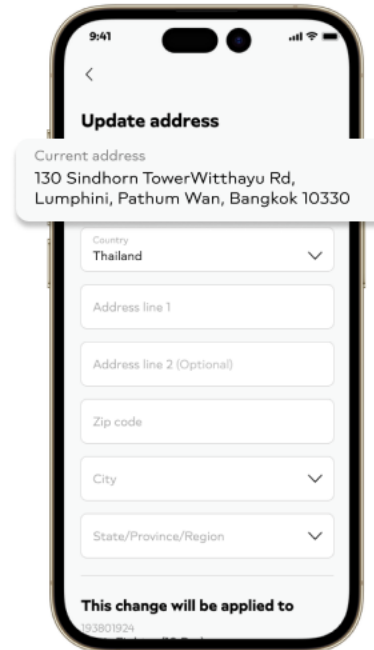 9:41
Update address
Current address
130 Sindhorn TowerWitthayu Rd,
Lumphini, Pathum Wan, Bangkok 10330
Country
Thailand
Address line 1
Address line 2 (Optional)
Zip code
City
State/Province/Region
This change will be applied to
193801924